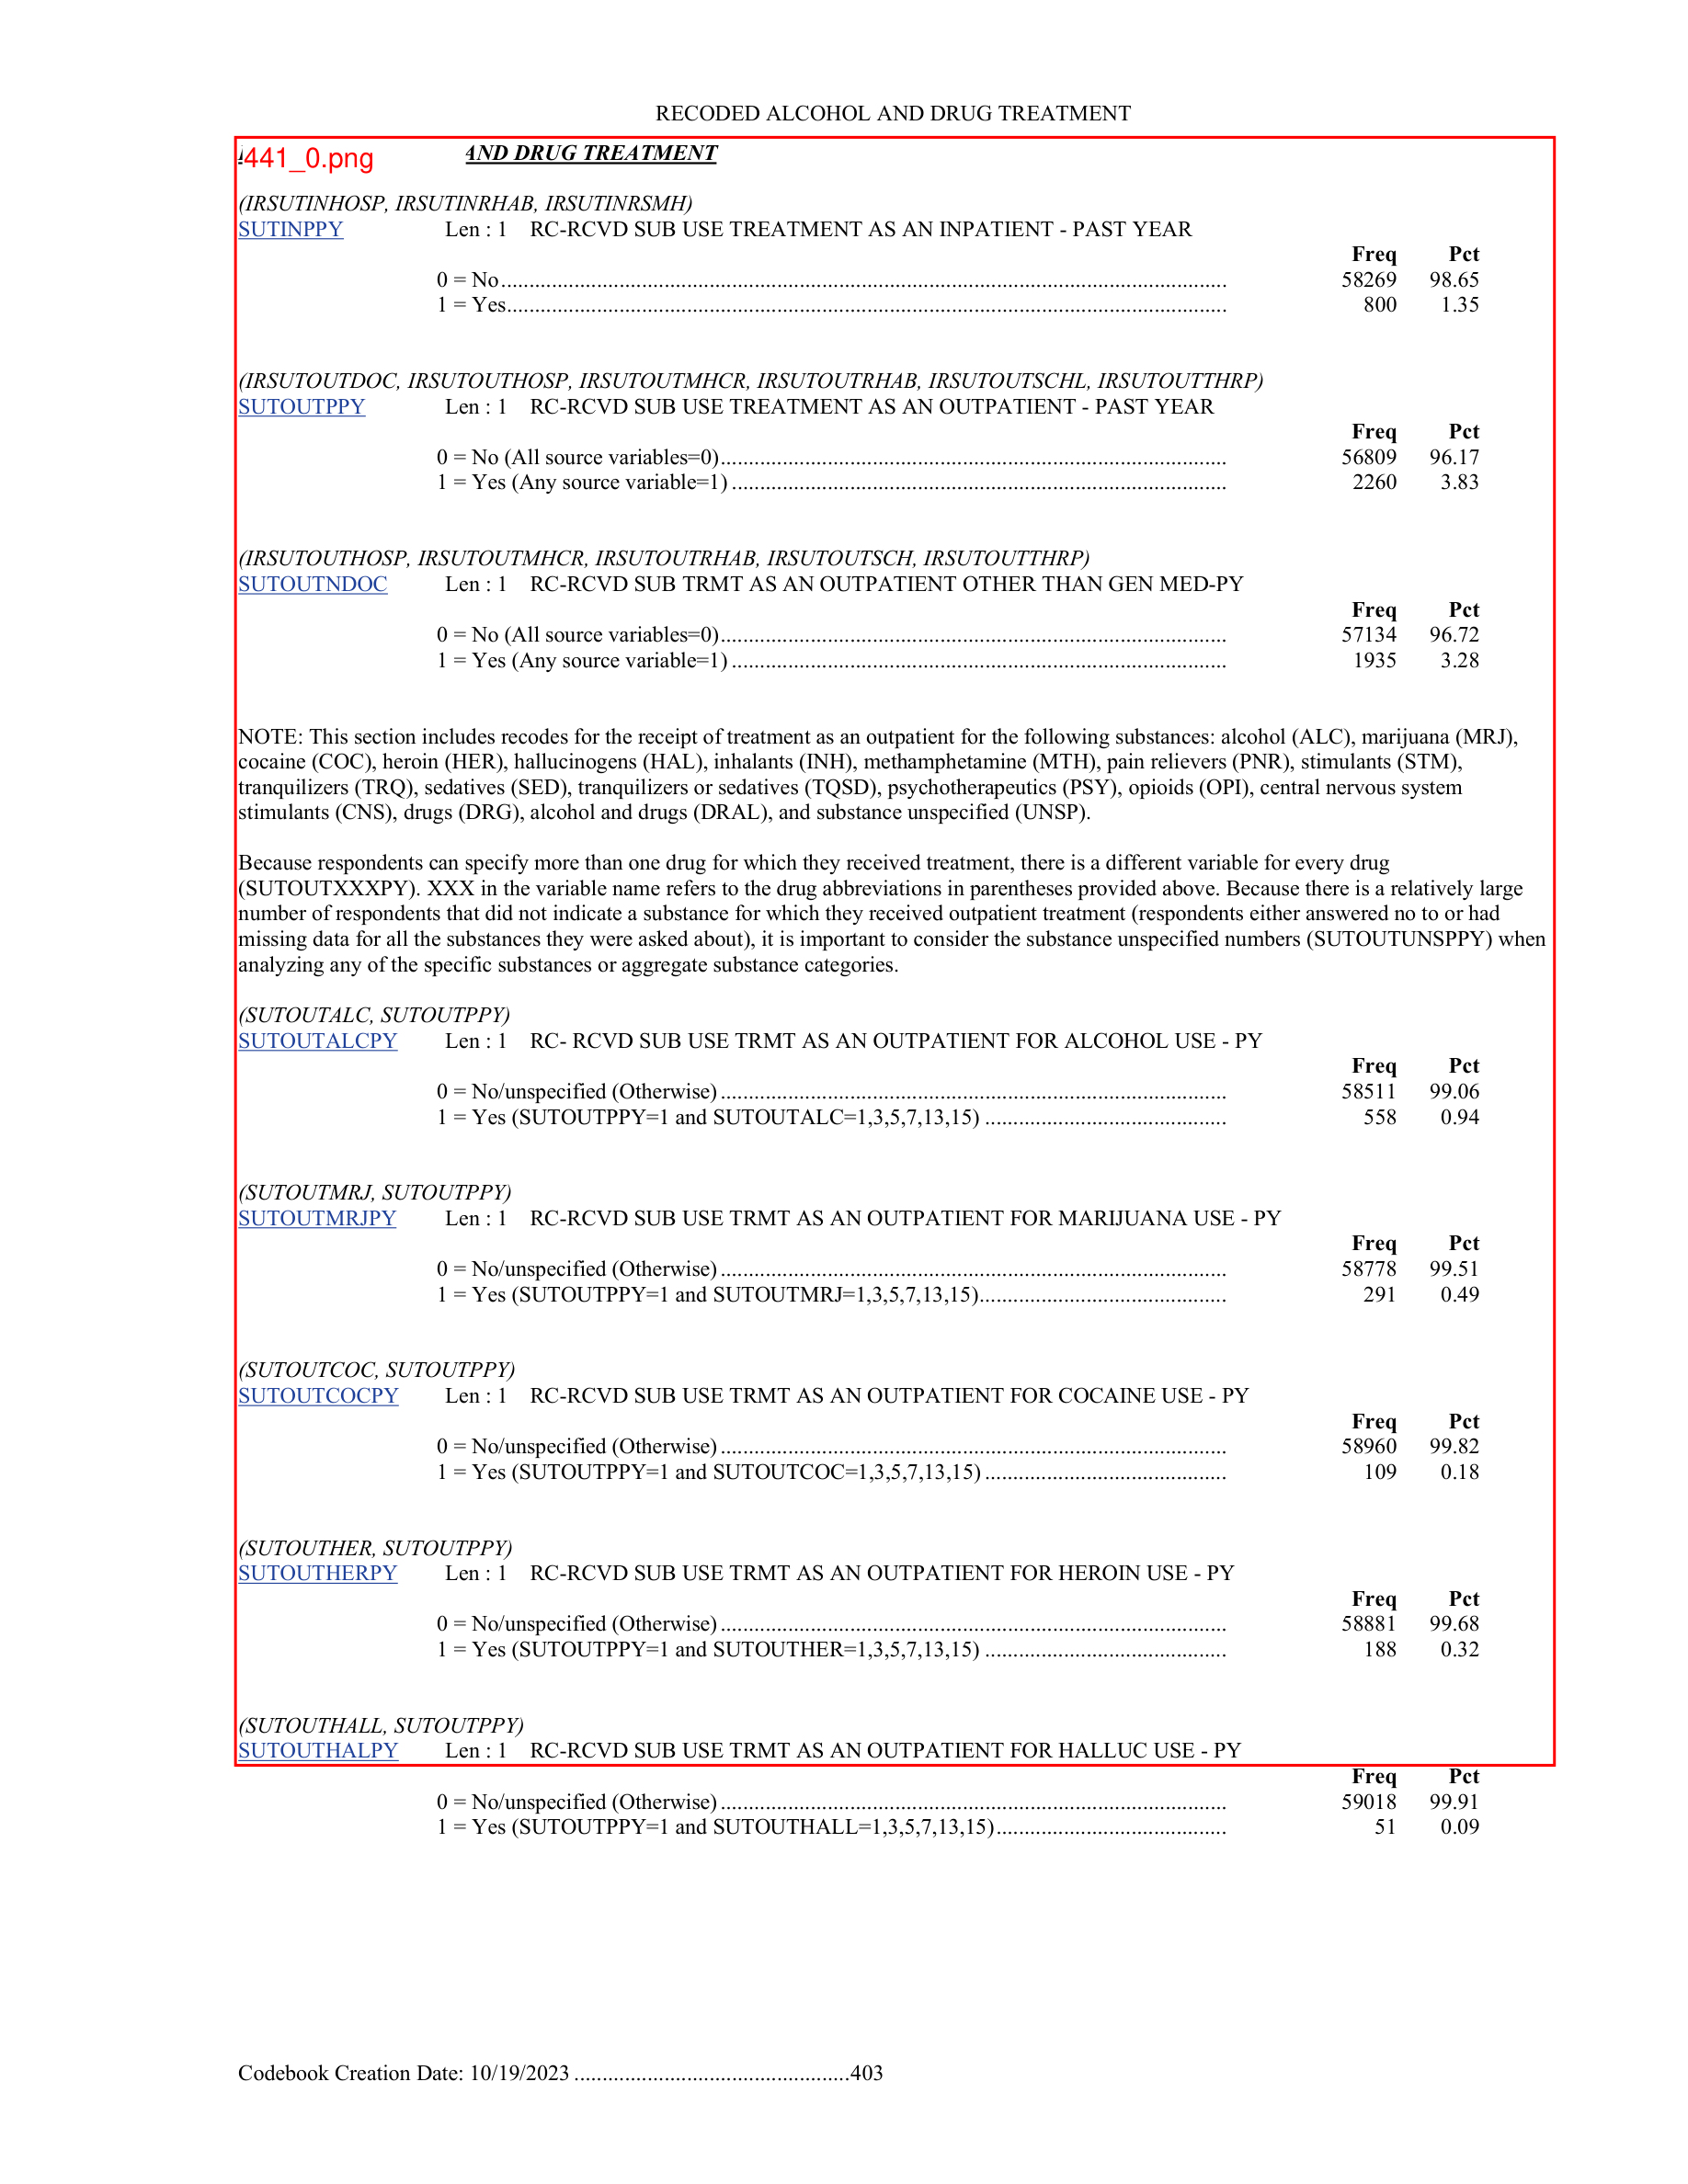 RECODED ALCOHOL AND DRUG TREATMENT
441_0.png AND DRUG TREATMENT
(IRSUTINHOSP, IRSUTINRHAB, IRSUTINRSMH)
SUTINPPY Len : 1 RC-RCVD SUB USE TREATMENT AS AN INPATIENT - PAST YEAR
Freq Pct
0 = No.................................................................................................................................. 58269 98.65
1 = Yes................................................................................................................................ 800 1.35
(IRSUTOUTDOC, IRSUTOUTHOSP, IRSUTOUTMHCR, IRSUTOUTRHAB, IRSUTOUTSCHL, IRSUTOUTTHRP)
SUTOUTPPY Len : 1 RC-RCVD SUB USE TREATMENT AS AN OUTPATIENT - PAST YEAR
Freq Pct
0 = No (All source variables=0).......................................................................................... 56809 96.17
1 = Yes (Any source variable=1)........................................................................................ 2260 3.83
(IRSUTOUTHOSP, IRSUTOUTMHCR, IRSUTOUTRHAB, IRSUTOUTSCH, IRSUTOUTTHRP)
SUTOUTNDOC Len : 1 RC-RCVD SUB TRMT AS AN OUTPATIENT OTHER THAN GEN MED-PY
Freq Pct
0 = No (All source variables=0).......................................................................................... 57134 96.72
1 = Yes (Any source variable=1)........................................................................................ 1935 3.28
NOTE: This section includes recodes for the receipt of treatment as an outpatient for the following substances: alcohol (ALC), marijuana (MRJ),
cocaine (COC), heroin (HER), hallucinogens (HAL), inhalants (INH), methamphetamine (MTH), pain relievers (PNR), stimulants (STM),
tranquilizers (TRQ), sedatives (SED), tranquilizers or sedatives (TQSD), psychotherapeutics (PSY), opioids (OPI), central nervous system
stimulants (CNS), drugs (DRG), alcohol and drugs (DRAL), and substance unspecified (UNSP).
Because respondents can specify more than one drug for which they received treatment, there is a different variable for every drug
(SUTOUTXXXPY). XXX in the variable name refers to the drug abbreviations in parentheses provided above. Because there is a relatively large
number of respondents that did not indicate a substance for which they received outpatient treatment (respondents either answered no to or had
missing data for all the substances they were asked about), it is important to consider the substance unspecified numbers (SUTOUTUNSPPY) when
analyzing any of the specific substances or aggregate substance categories.
(SUTOUTALC, SUTOUTPPY)
SUTOUTALCPY Len : 1 RC- RCVD SUB USE TRMT AS AN OUTPATIENT FOR ALCOHOL USE - PY
Freq Pct
0 = No/unspecified (Otherwise).......................................................................................... 58511 99.06
1 = Yes (SUTOUTPPY=1 and SUTOUTALC=1,3,5,7,13,15)........................................... 558 0.94
(SUTOUTMRJ, SUTOUTPPY)
SUTOUTMRJPY Len : 1 RC-RCVD SUB USE TRMT AS AN OUTPATIENT FOR MARIJUANA USE - PY
Freq Pct
0 = No/unspecified (Otherwise).......................................................................................... 58778 99.51
1 = Yes (SUTOUTPPY=1 and SUTOUTMRJ=1,3,5,7,13,15)............................................ 291 0.49
(SUTOUTCOC, SUTOUTPPY)
SUTOUTCOCPY Len : 1 RC-RCVD SUB USE TRMT AS AN OUTPATIENT FOR COCAINE USE - PY
Freq Pct
0 = No/unspecified (Otherwise).......................................................................................... 58960 99.82
1 = Yes (SUTOUTPPY=1 and SUTOUTCOC=1,3,5,7,13,15)........................................... 109 0.18
(SUTOUTHER, SUTOUTPPY)
SUTOUTHERPY Len : 1 RC-RCVD SUB USE TRMT AS AN OUTPATIENT FOR HEROIN USE - PY
Freq Pct
0 = No/unspecified (Otherwise).......................................................................................... 58881 99.68
1 = Yes (SUTOUTPPY=1 and SUTOUTHER=1,3,5,7,13,15)........................................... 188 0.32
(SUTOUTHALL, SUTOUTPPY)
SUTOUTHALPY Len : 1 RC-RCVD SUB USE TRMT AS AN OUTPATIENT FOR HALLUC USE - PY
Freq Pct
0 = No/unspecified (Otherwise).......................................................................................... 59018 99.91
1 = Yes (SUTOUTPPY=1 and SUTOUTHALL=1,3,5,7,13,15)......................................... 51 0.09
Codebook Creation Date: 10/19/2023 .................................................403